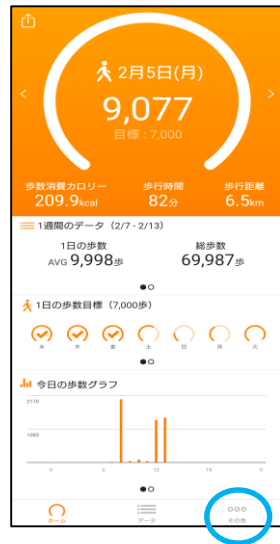 2月5日(月)
9,077
目標 : 7,000
歩数消費カロリー 歩行時間 歩行距離
209.9kcal 82分 6.5km
1週間のデータ (2/7 - 2/13)
1日の歩数 総歩数
AVG 9,998歩 69,987歩
1日の歩数目標（7,000歩）
水 木 金 土 日 月 火
今日の歩数グラフ
2170
1085
0 6 12 18 0
ホーム データ その他